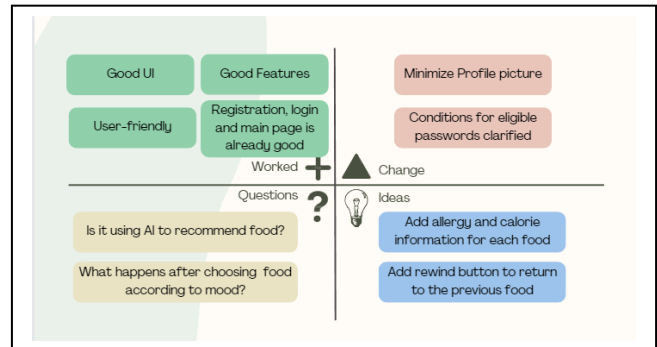 Good UI
Good Features
User-friendly
Registration, login
and main page is
already good
Worked +
Minimize Profile picture
Conditions for eligible
passwords clarified
Change
Questions ?
Is it using AI to recommend food?
What happens after choosing food
according to mood?
Ideas
Add allergy and calorie
information for each food
Add rewind button to return
to the previous food